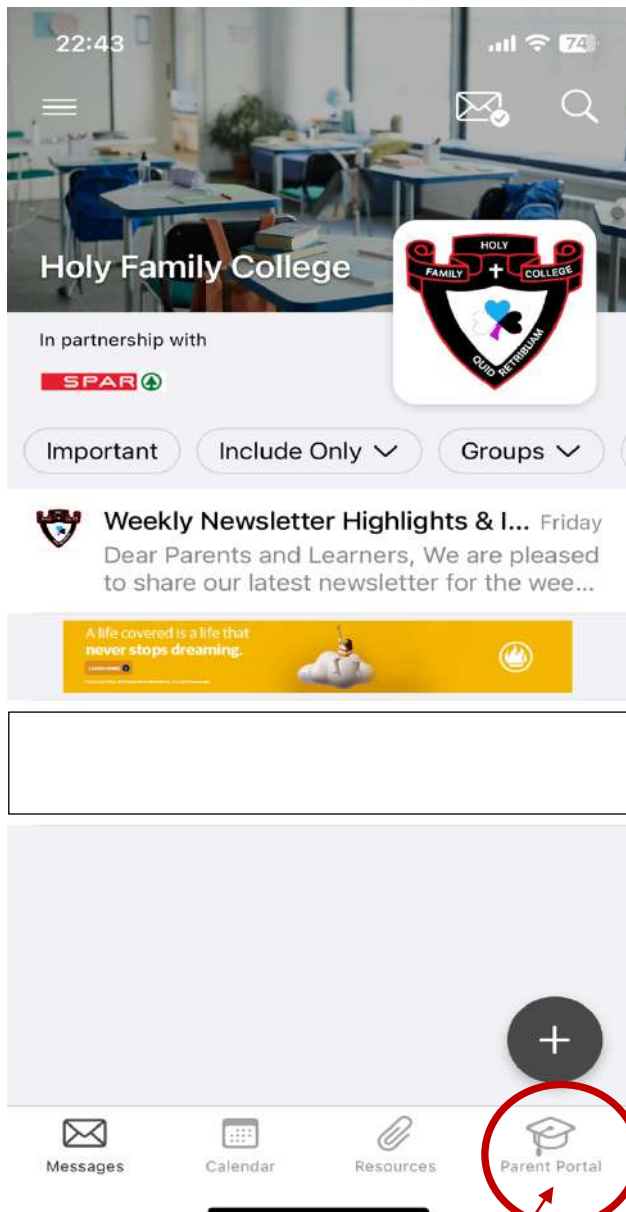 22:43
74
Holy Family College
HOLY
FAMILY
COLLEGE
QUID RETRIBUAM
In partnership with
SPAR
Important
Include Only
Groups
Weekly Newsletter Highlights & I... Friday
Dear Parents and Learners, We are pleased
to share our latest newsletter for the wee...
A life covered is a life that
never stops dreaming.
LEARN MORE
Messages
Calendar
Resources
Parent Portal